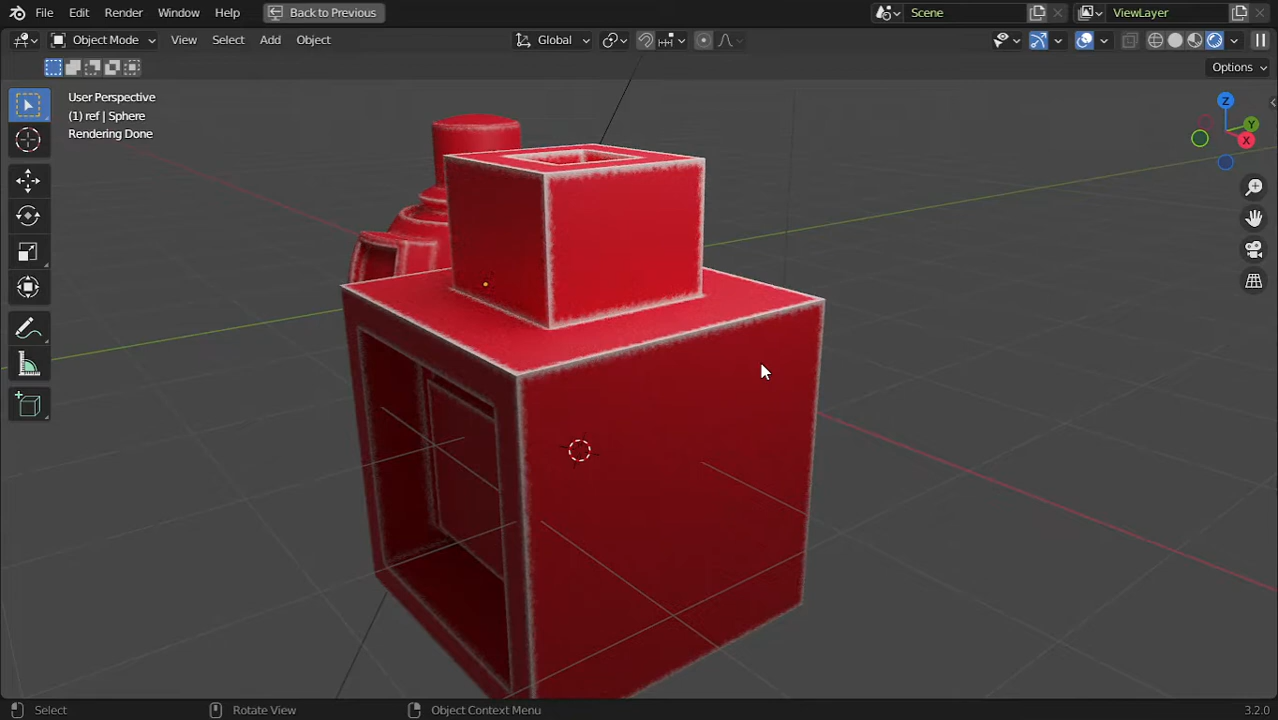 File Edit Render Window Help Back to Previous Scene ViewLayer
Object Mode View Select Add Object Global
Options
User Perspective
(1) ref | Sphere
Rendering Done
Z
Y
X
Select Rotate View Object Context Menu 3.2.0